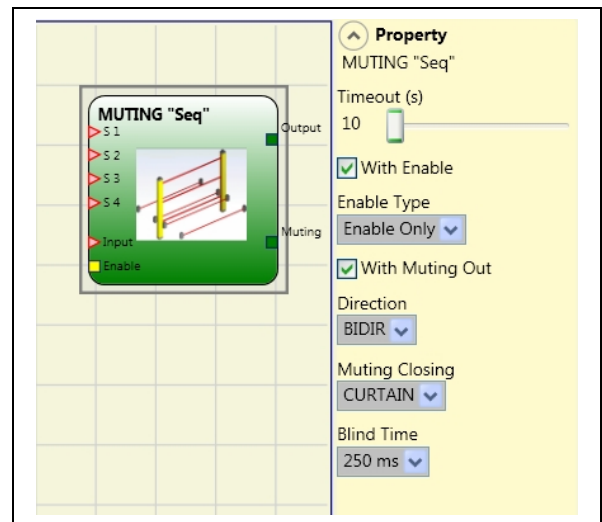 MUTING "Seq"
S 1
S 2
S 3
S 4
Input
Enable
Output
Muting
Property
MUTING "Seq"
Timeout (s)
10
With Enable
Enable Type
Enable Only
With Muting Out
Direction
BIDIR
Muting Closing
CURTAIN
Blind Time
250 ms